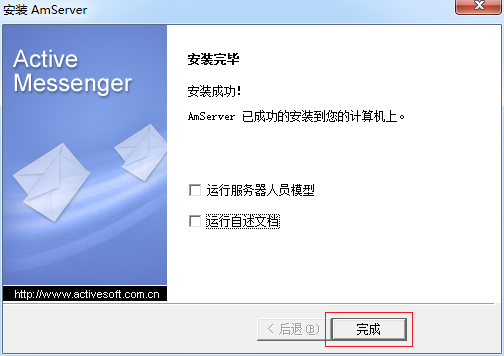 安装 AmServer
Active
Messenger
安装完毕
安装成功!
AmServer 已成功的安装到您的计算机上。
运行服务器人员模型
运行自述文档
http://www.activesoft.com.cn
< 后退(B)
完成